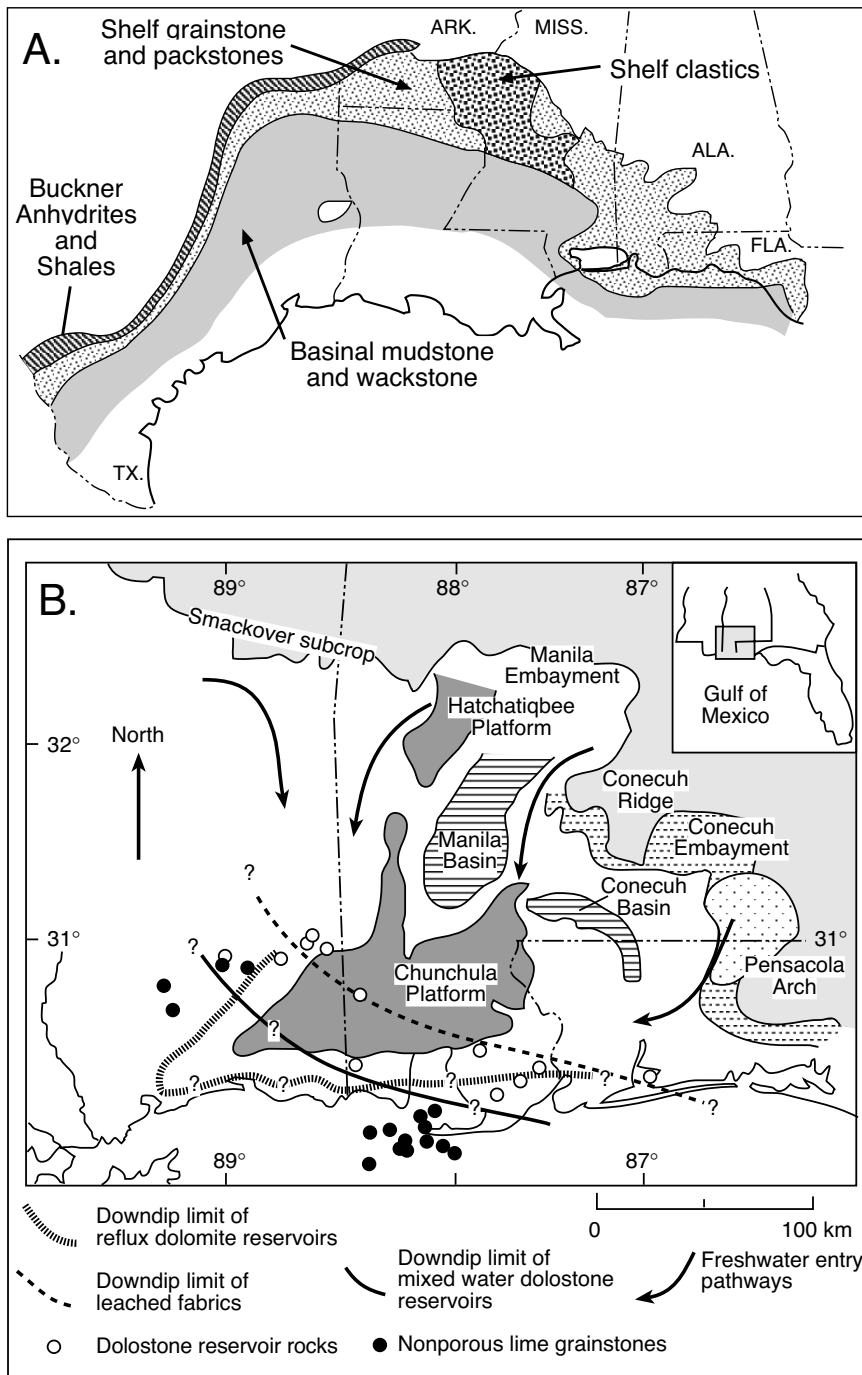 A.
Shelf grainstone
and packstones
ARK.
MISS.
Shelf clastics
ALA.
FLA.
Buckner
Anhydrites
and
Shales
Basinal mudstone
and wackstone
TX.
B.
89°
88°
87°
Smackover subcrop
Manila
Embayment
Hatchatiqbee
Platform
Gulf of
Mexico
North
32°
Conecuh
Ridge
Conecuh
Embayment
Manila
Basin
Conecuh
Basin
?
31°
?
31°
Chunchula
Platform
Pensacola
Arch
?
?
?
?
?
?
?
?
89°
87°
0
100 km
Downdip limit of
reflux dolomite reservoirs
Downdip limit of
mixed water dolostone
reservoirs
Freshwater entry
pathways
Downdip limit of
leached fabrics
Dolostone reservoir rocks
Nonporous lime grainstones